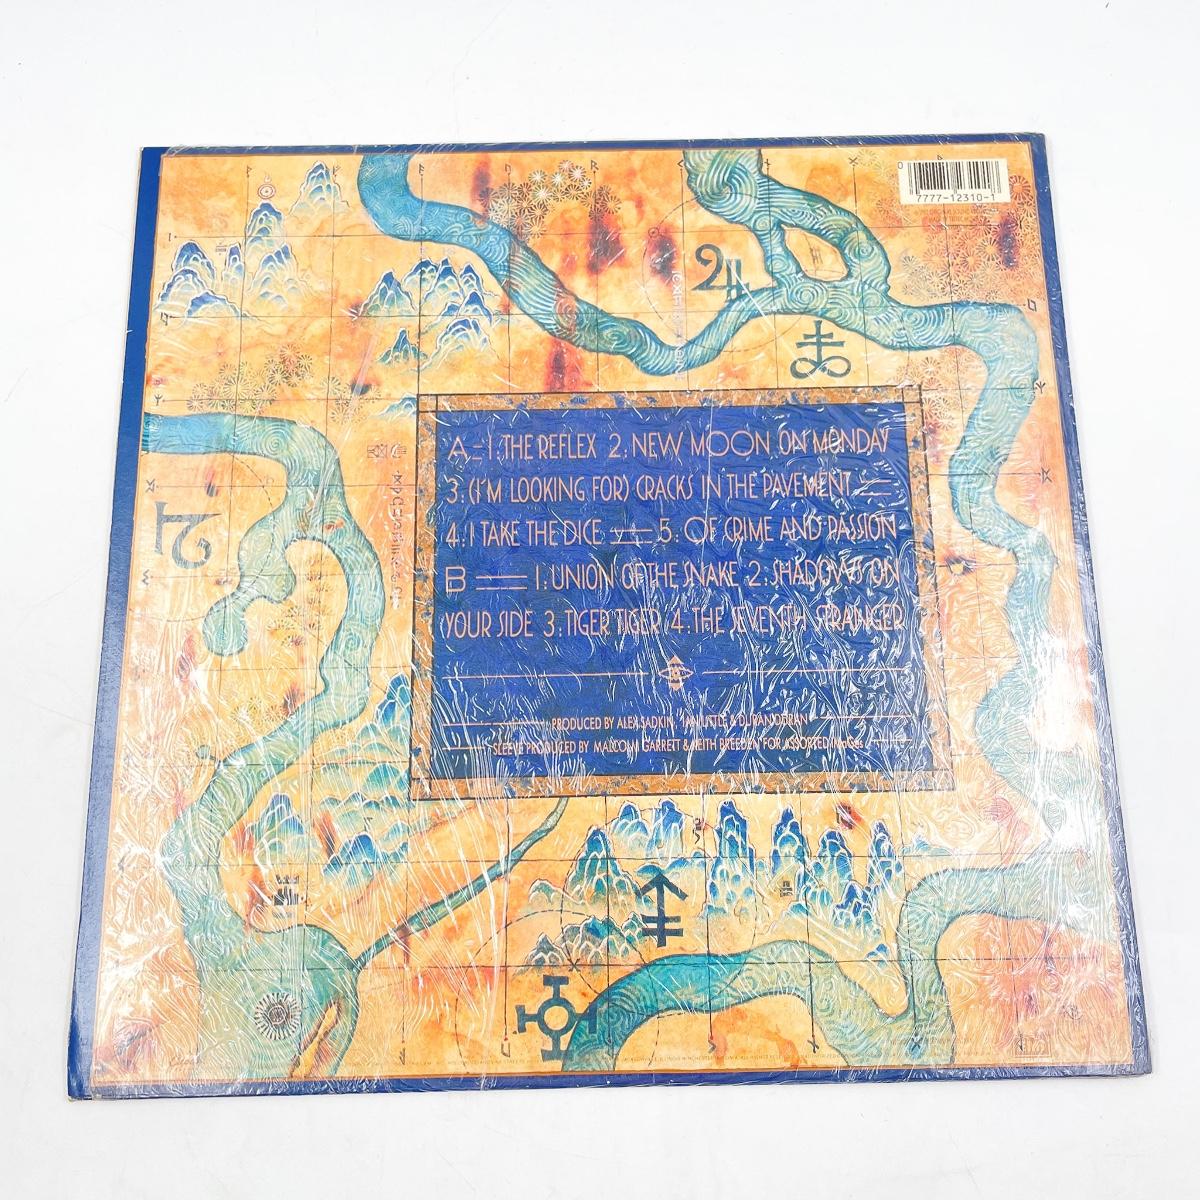 0
7777-12310-1
A–1. THE REFLEX 2. NEW MOON ON MONDAY
3. (I'M LOOKING FOR) CRACKS IN THE PAVEMENT
4. I TAKE THE DICE 5. OF CRIME AND PASSION
B 1. UNION OF THE SNAKE 2. SHADOWS ON
YOUR SIDE 3. TIGER TIGER 4. THE SEVENTH STRANGER
PRODUCED BY ALEX SADKIN, IAN LITTLE & DURAN DURAN
SLEEVE PRODUCED BY MALCOLM GARRETT & KEITH BREEDEN FOR ASSORTED iMaGes